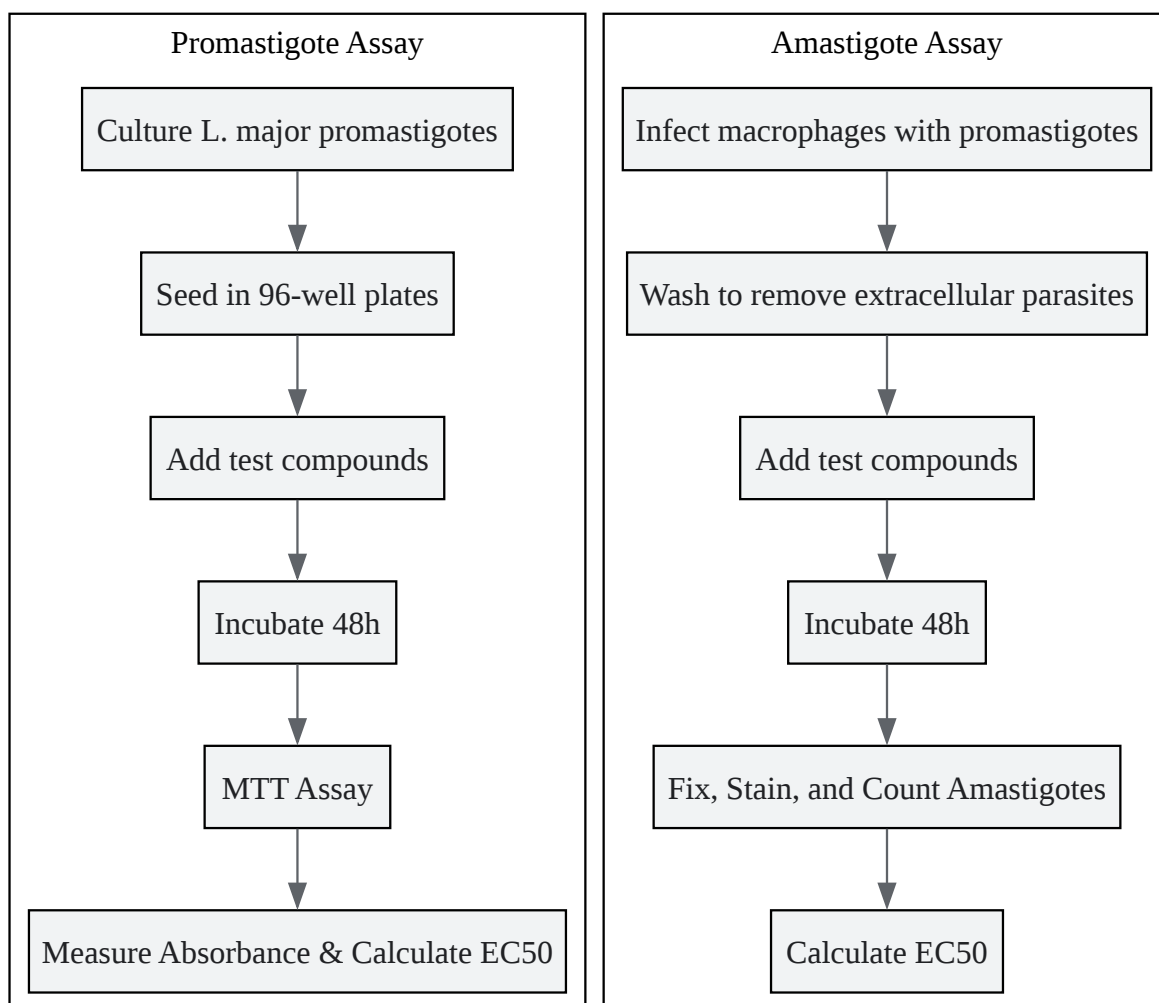 Promastigote Assay
Culture L. major promastigotes
Seed in 96-well plates
Add test compounds
Incubate 48h
MTT Assay
Measure Absorbance & Calculate EC50
Amastigote Assay
Infect macrophages with promastigotes
Wash to remove extracellular parasites
Add test compounds
Incubate 48h
Fix, Stain, and Count Amastigotes
Calculate EC50